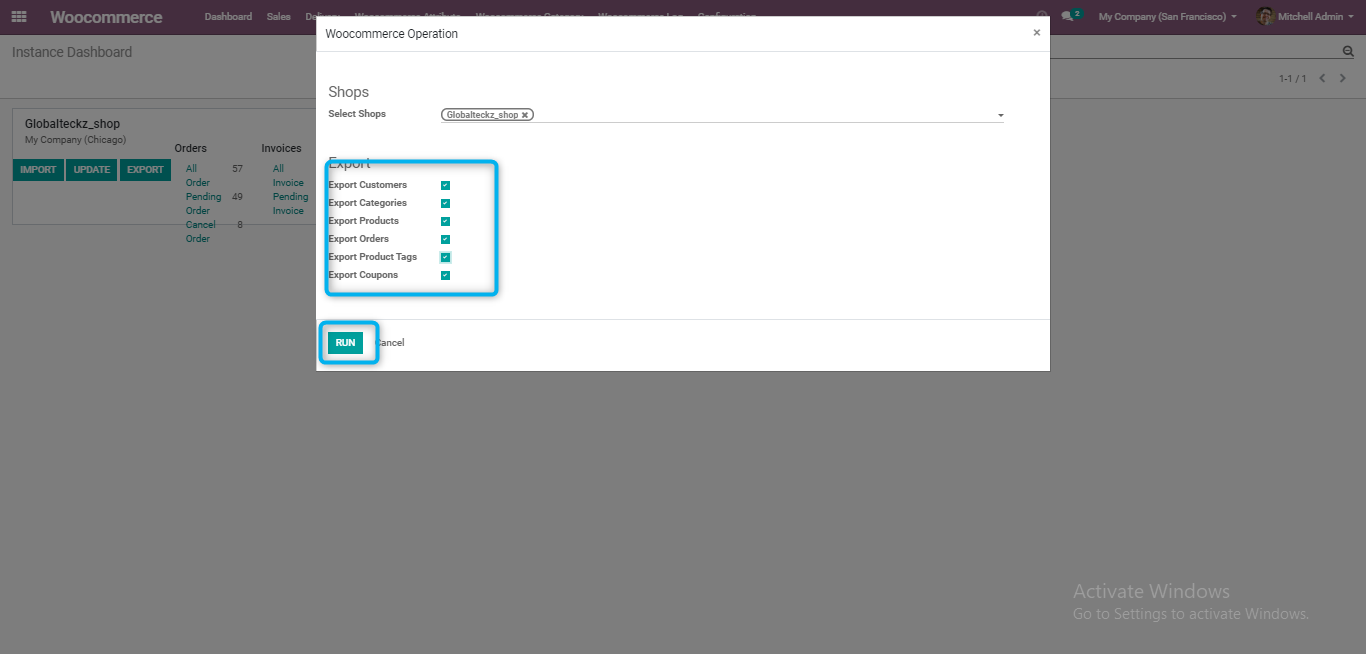 Woocommerce Dashboard Sales Delivery Woocommerce Attribute Woocommerce Category Woocommerce Log Configuration 2 My Company (San Francisco) Mitchell Admin
Woocommerce Operation ×
Instance Dashboard
1-1 / 1
Shops
Select Shops Globalteckz_shop
Globalteckz_shop
My Company (Chicago)
Orders Invoices
IMPORT UPDATE EXPORT
All 57 All
Order Invoice
Pending 49 Pending
Order Invoice
Cancel 8
Order
Export
Export Customers
Export Categories
Export Products
Export Orders
Export Product Tags
Export Coupons
RUN Cancel
Activate Windows
Go to Settings to activate Windows.